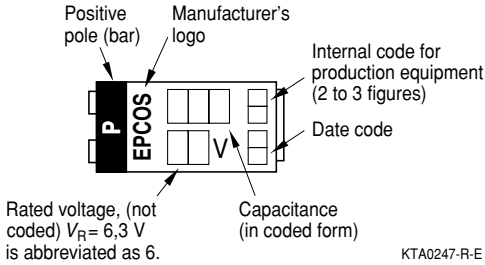 Positive
pole (bar)
Manufacturer's
logo
Internal code for
production equipment
(2 to 3 figures)
Date code
P
EPCOS
V
Rated voltage, (not
coded) VR = 6,3 V
is abbreviated as 6.
Capacitance
(in coded form)
KTA0247-R-E